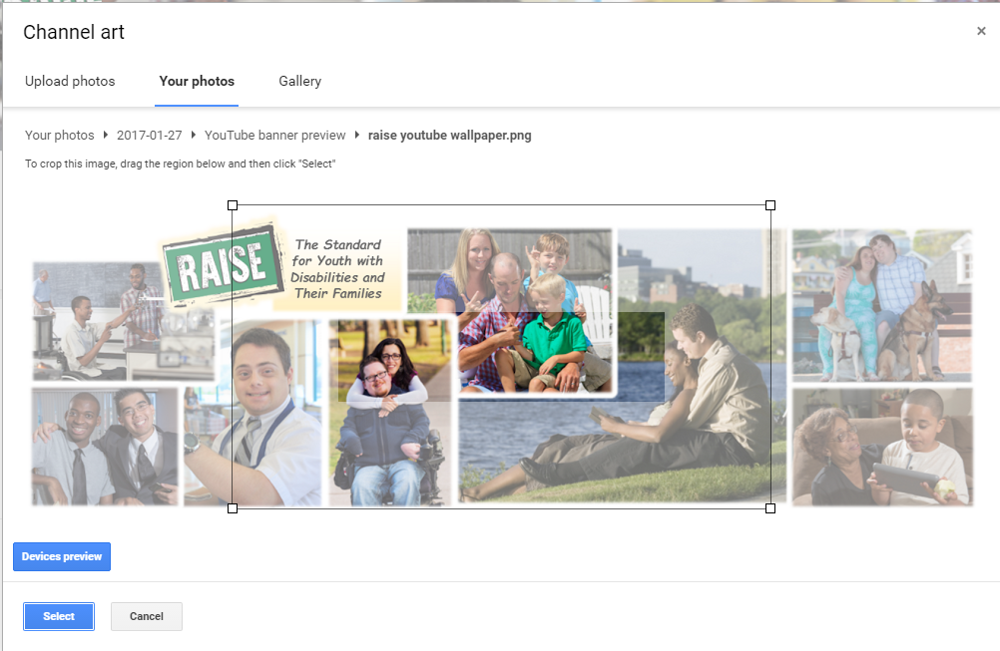 Channel art
×
Upload photos
Your photos
Gallery
Your photos
2017-01-27
YouTube banner preview
raise youtube wallpaper.png
To crop this image, drag the region below and then click "Select"
RAISE
The Standard
for Youth with
Disabilities and
Their Families
Devices preview
Select
Cancel